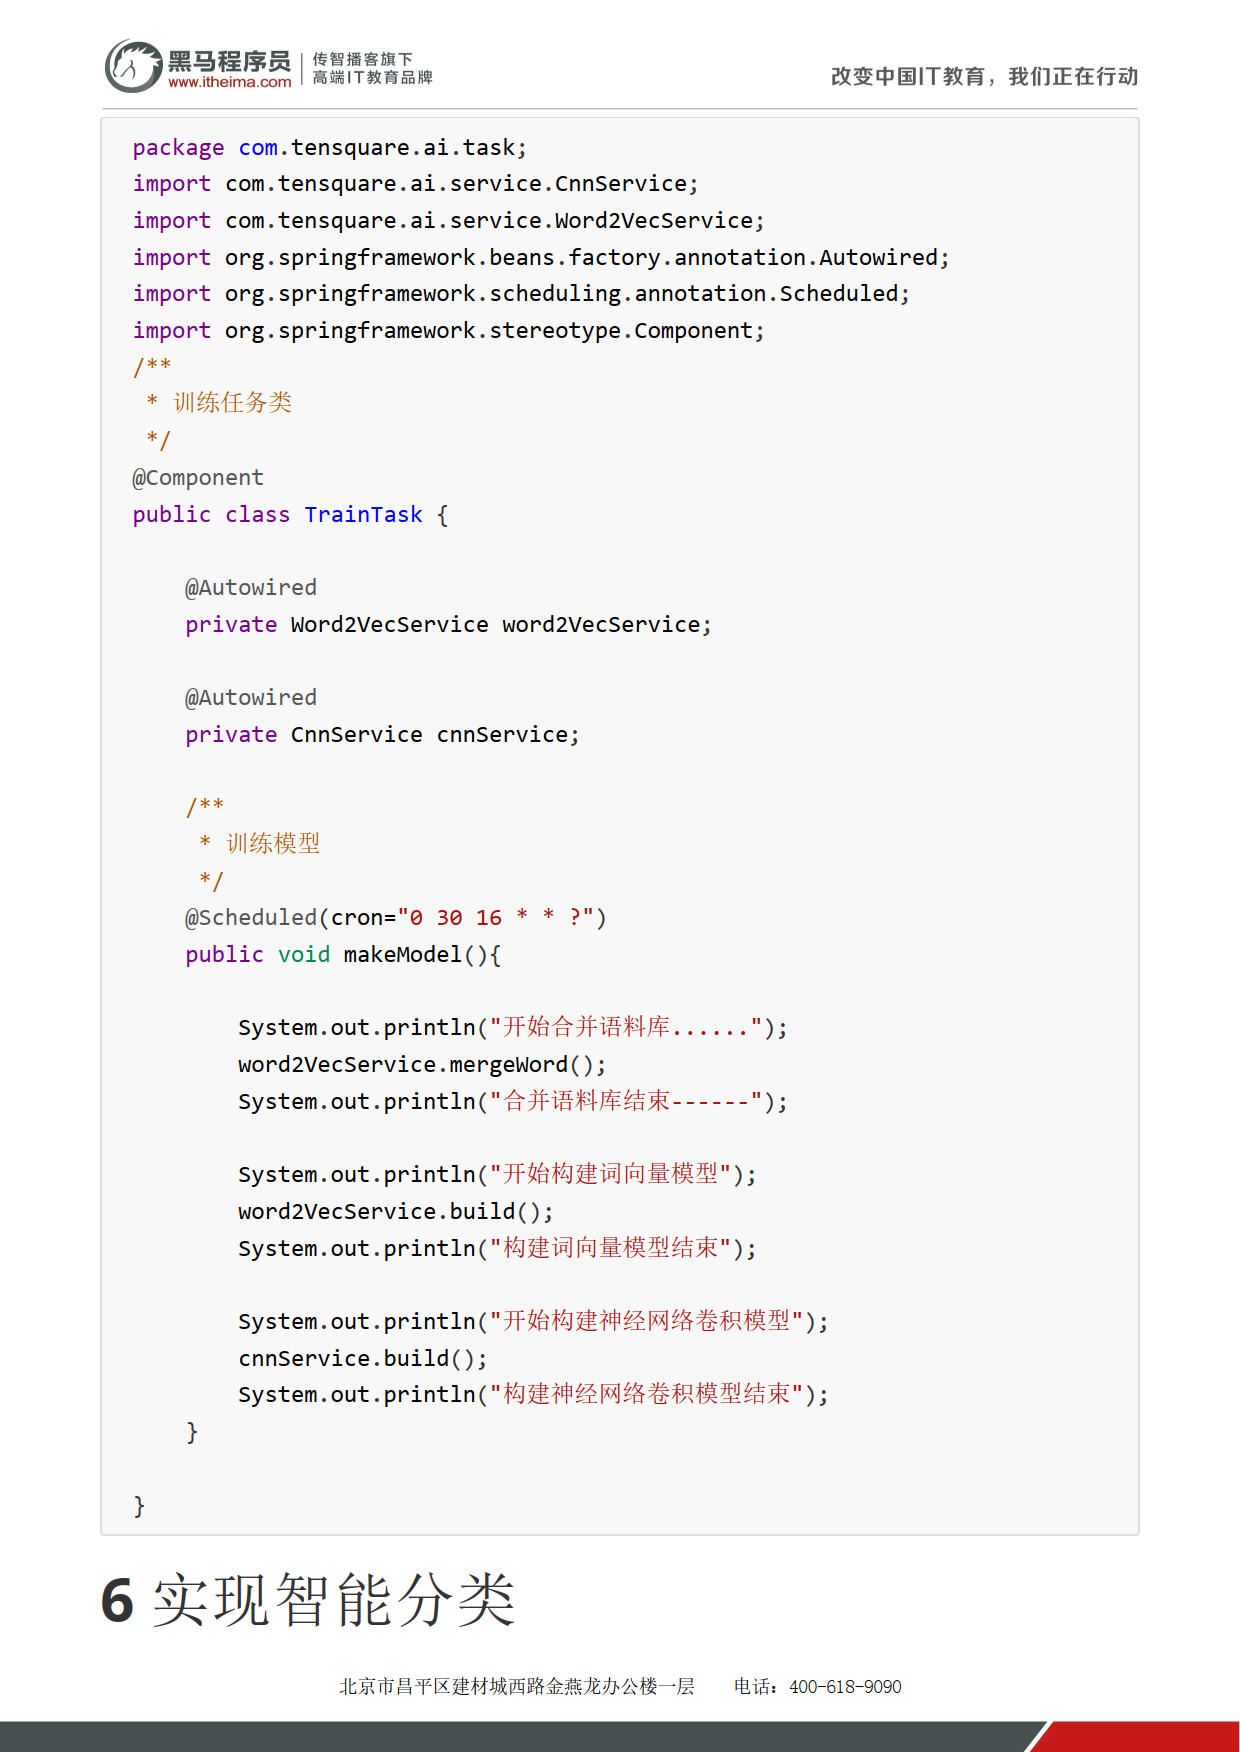 黑马程序员
www.itheima.com
传智播客旗下
高端IT教育品牌
改变中国IT教育，我们正在行动
package com.tensquare.ai.task;
import com.tensquare.ai.service.CnnService;
import com.tensquare.ai.service.Word2VecService;
import org.springframework.beans.factory.annotation.Autowired;
import org.springframework.scheduling.annotation.Scheduled;
import org.springframework.stereotype.Component;
/**
 * 训练任务类
 */
@Component
public class TrainTask {
    @Autowired
    private Word2VecService word2VecService;
    @Autowired
    private CnnService cnnService;
    /**
     * 训练模型
     */
    @Scheduled(cron="0 30 16 * * ?")
    public void makeModel(){
        System.out.println("开始合并语料库......");
        word2VecService.mergeWord();
        System.out.println("合并语料库结束------");
        System.out.println("开始构建词向量模型");
        word2VecService.build();
        System.out.println("构建词向量模型结束");
        System.out.println("开始构建神经网络卷积模型");
        cnnService.build();
        System.out.println("构建神经网络卷积模型结束");
    }
}
6 实现智能分类
北京市昌平区建材城西路金燕龙办公楼一层 电话：400-618-9090